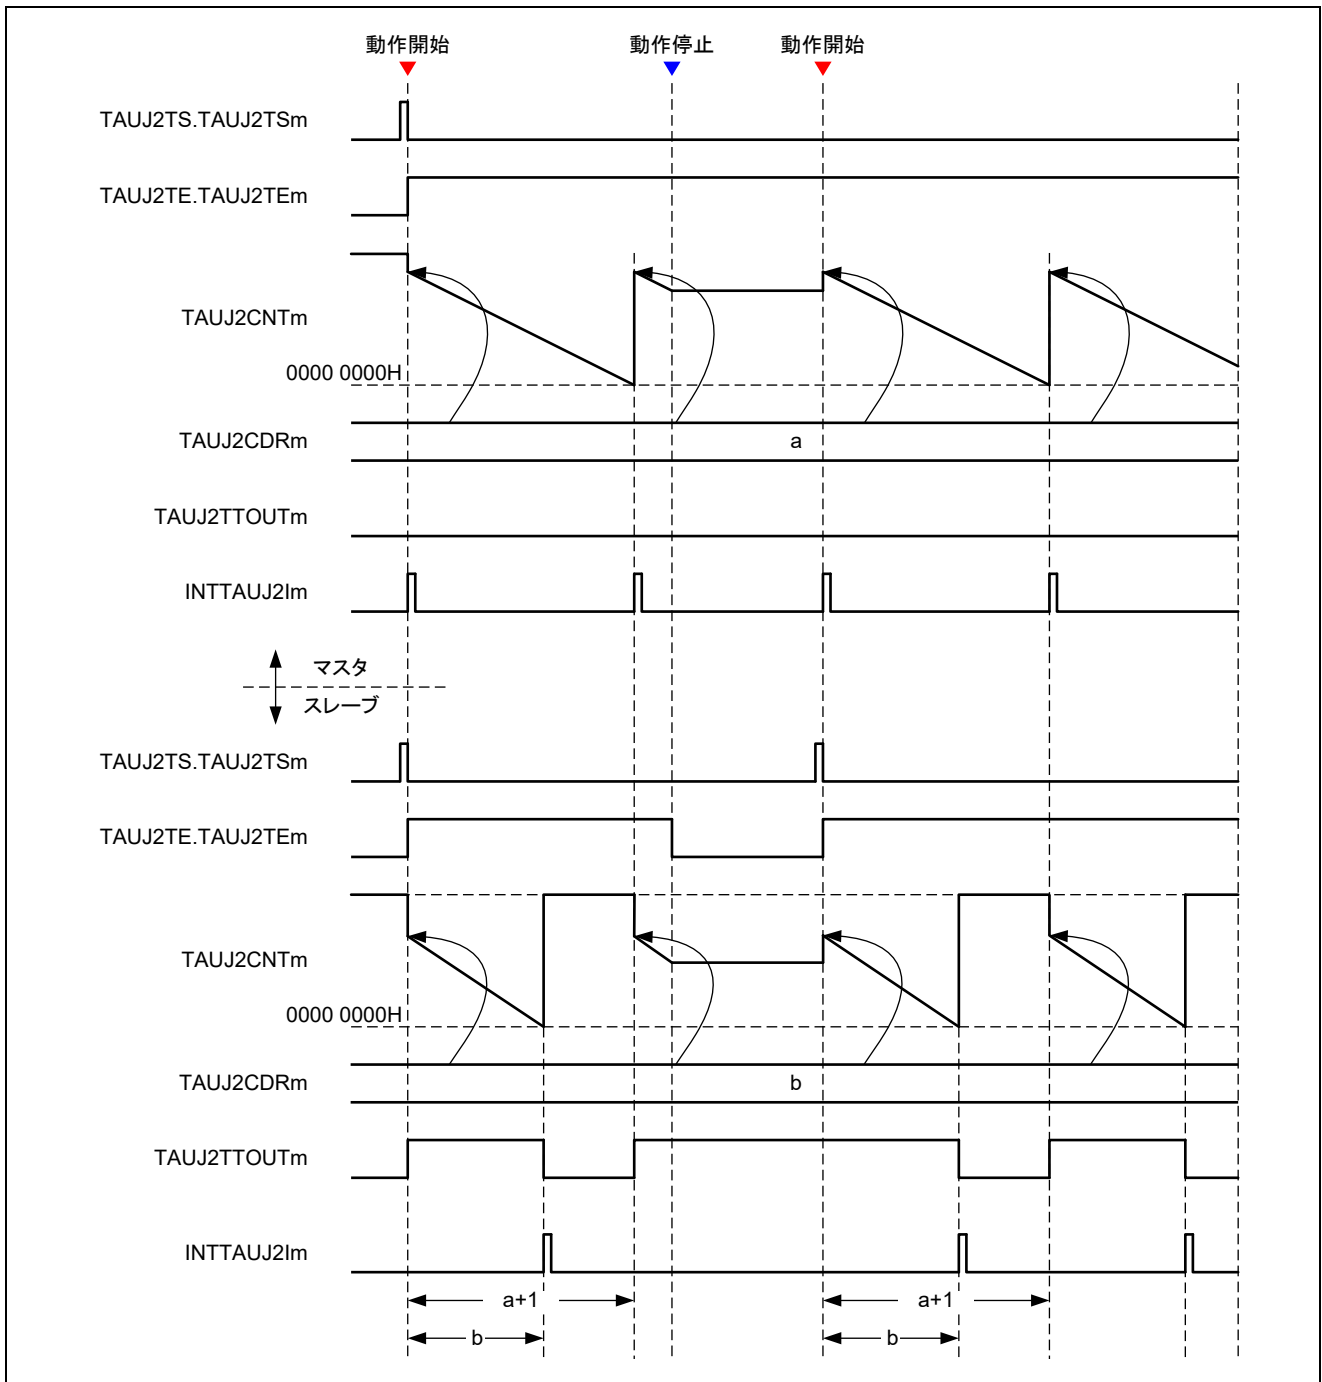 動作開始 動作停止 動作開始
TAUJ2TS.TAUJ2TSm
TAUJ2TE.TAUJ2TEm
TAUJ2CNTm
0000 0000H
TAUJ2CDRm a
TAUJ2TTOUTm
INTTAUJ2Im
マスタ
スレーブ
TAUJ2TS.TAUJ2TSm
TAUJ2TE.TAUJ2TEm
TAUJ2CNTm
0000 0000H
TAUJ2CDRm b
TAUJ2TTOUTm
INTTAUJ2Im
a+1 a+1
b b